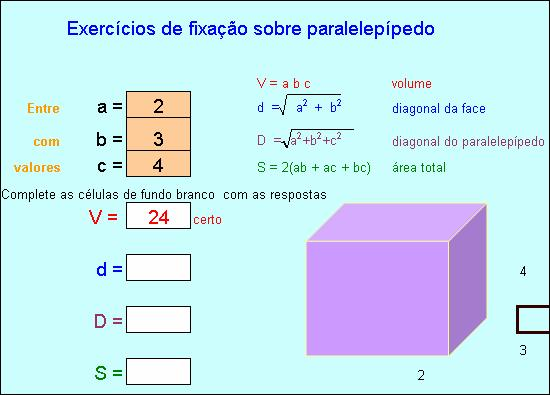 Exercícios de fixação sobre paralelepípedo
V = a b c volume
Entre a = 2 d = √ a² + b² diagonal da face
com b = 3 D = √a²+b²+c² diagonal do paralelepípedo
valores c = 4 S = 2(ab + ac + bc) área total
Complete as células de fundo branco com as respostas
V = 24 certo
d =
4
D =
3
S =
2